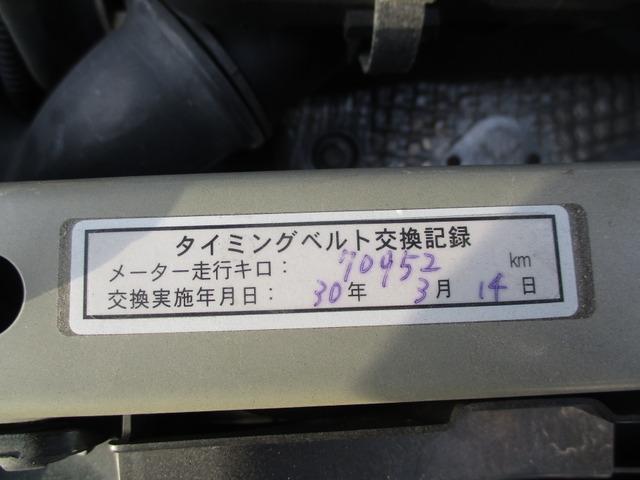 タイミングベルト交換記録
メーター走行キロ： 70952 km
交換実施年月日： 30年 3月 14日